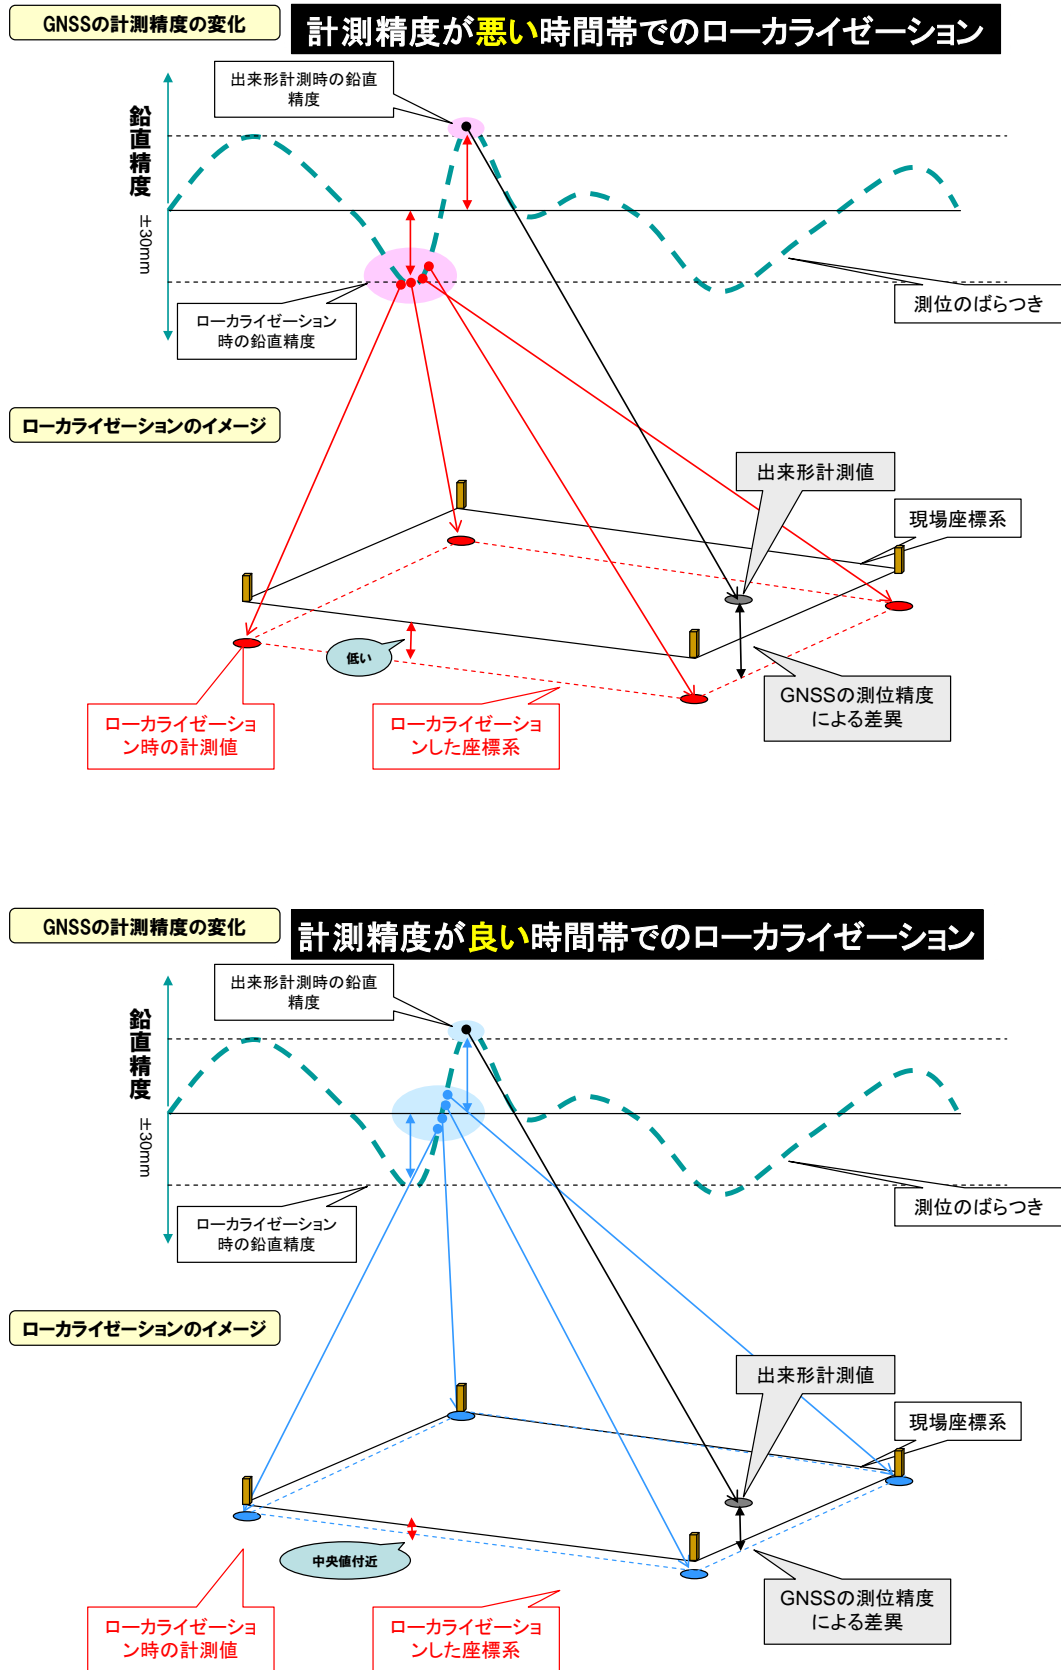 GNSSの計測精度の変化
計測精度が悪い時間帯でのローカライゼーション
出来形計測時の鉛直
精度
鉛直精度
±30mm
ローカライゼーション
時の鉛直精度
測位のばらつき
ローカライゼーションのイメージ
出来形計測値
現場座標系
低い
ローカライゼーショ
ン時の計測値
ローカライゼーショ
ンした座標系
GNSSの測位精度
による差異
GNSSの計測精度の変化
計測精度が良い時間帯でのローカライゼーション
出来形計測時の鉛直
精度
鉛直精度
±30mm
ローカライゼーション
時の鉛直精度
測位のばらつき
ローカライゼーションのイメージ
出来形計測値
現場座標系
中央値付近
ローカライゼーショ
ン時の計測値
ローカライゼーショ
ンした座標系
GNSSの測位精度
による差異